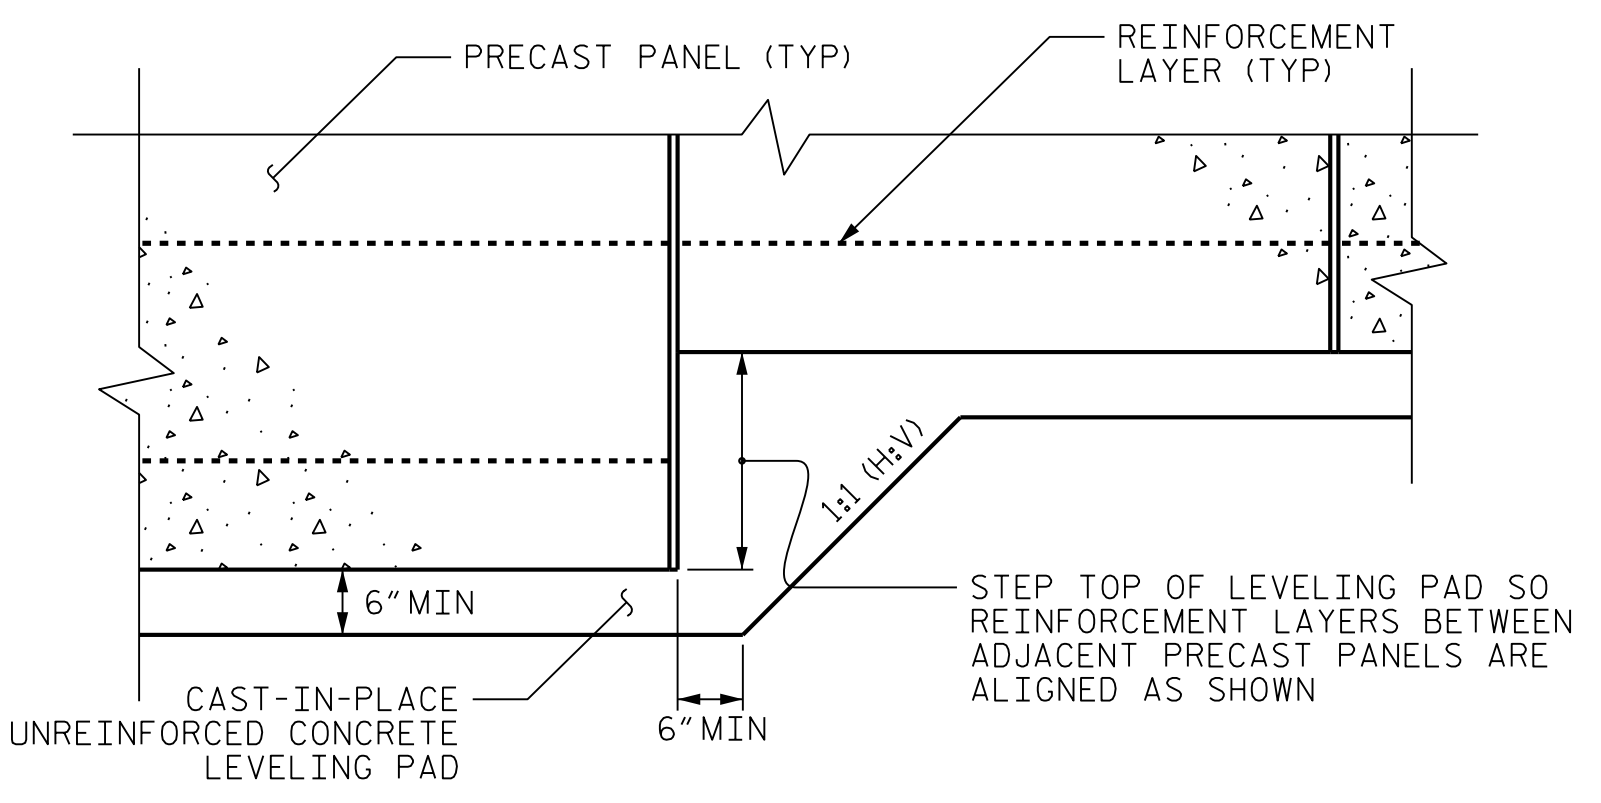 PRECAST PANEL (TYP)
REINFORCEMENT
LAYER (TYP)
1:1 (H:V)
6" MIN
STEP TOP OF LEVELING PAD SO
REINFORCEMENT LAYERS BETWEEN
ADJACENT PRECAST PANELS ARE
ALIGNED AS SHOWN
CAST-IN-PLACE
UNREINFORCED CONCRETE
LEVELING PAD
6" MIN